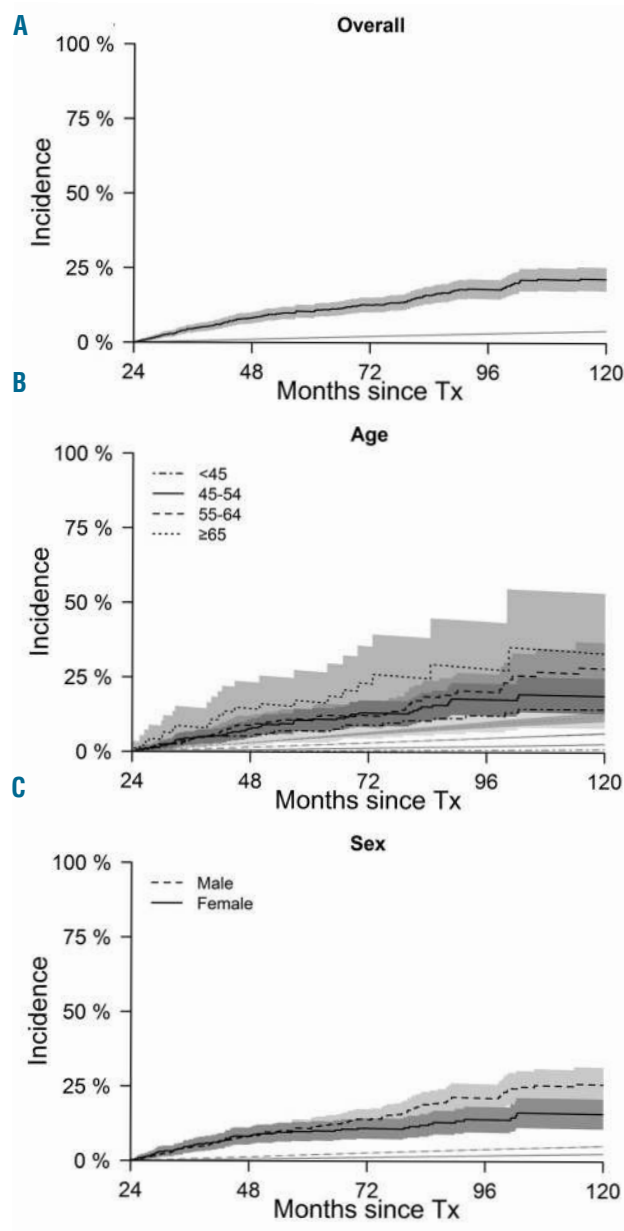 A
Overall
100 %
75 %
50 %
25 %
0 %
Incidence
24 48 72 96 120
Months since Tx
B
Age
100 %
75 %
50 %
25 %
0 %
Incidence
<45
45-54
55-64
≥65
24 48 72 96 120
Months since Tx
C
Sex
100 %
75 %
50 %
25 %
0 %
Incidence
Male
Female
24 48 72 96 120
Months since Tx